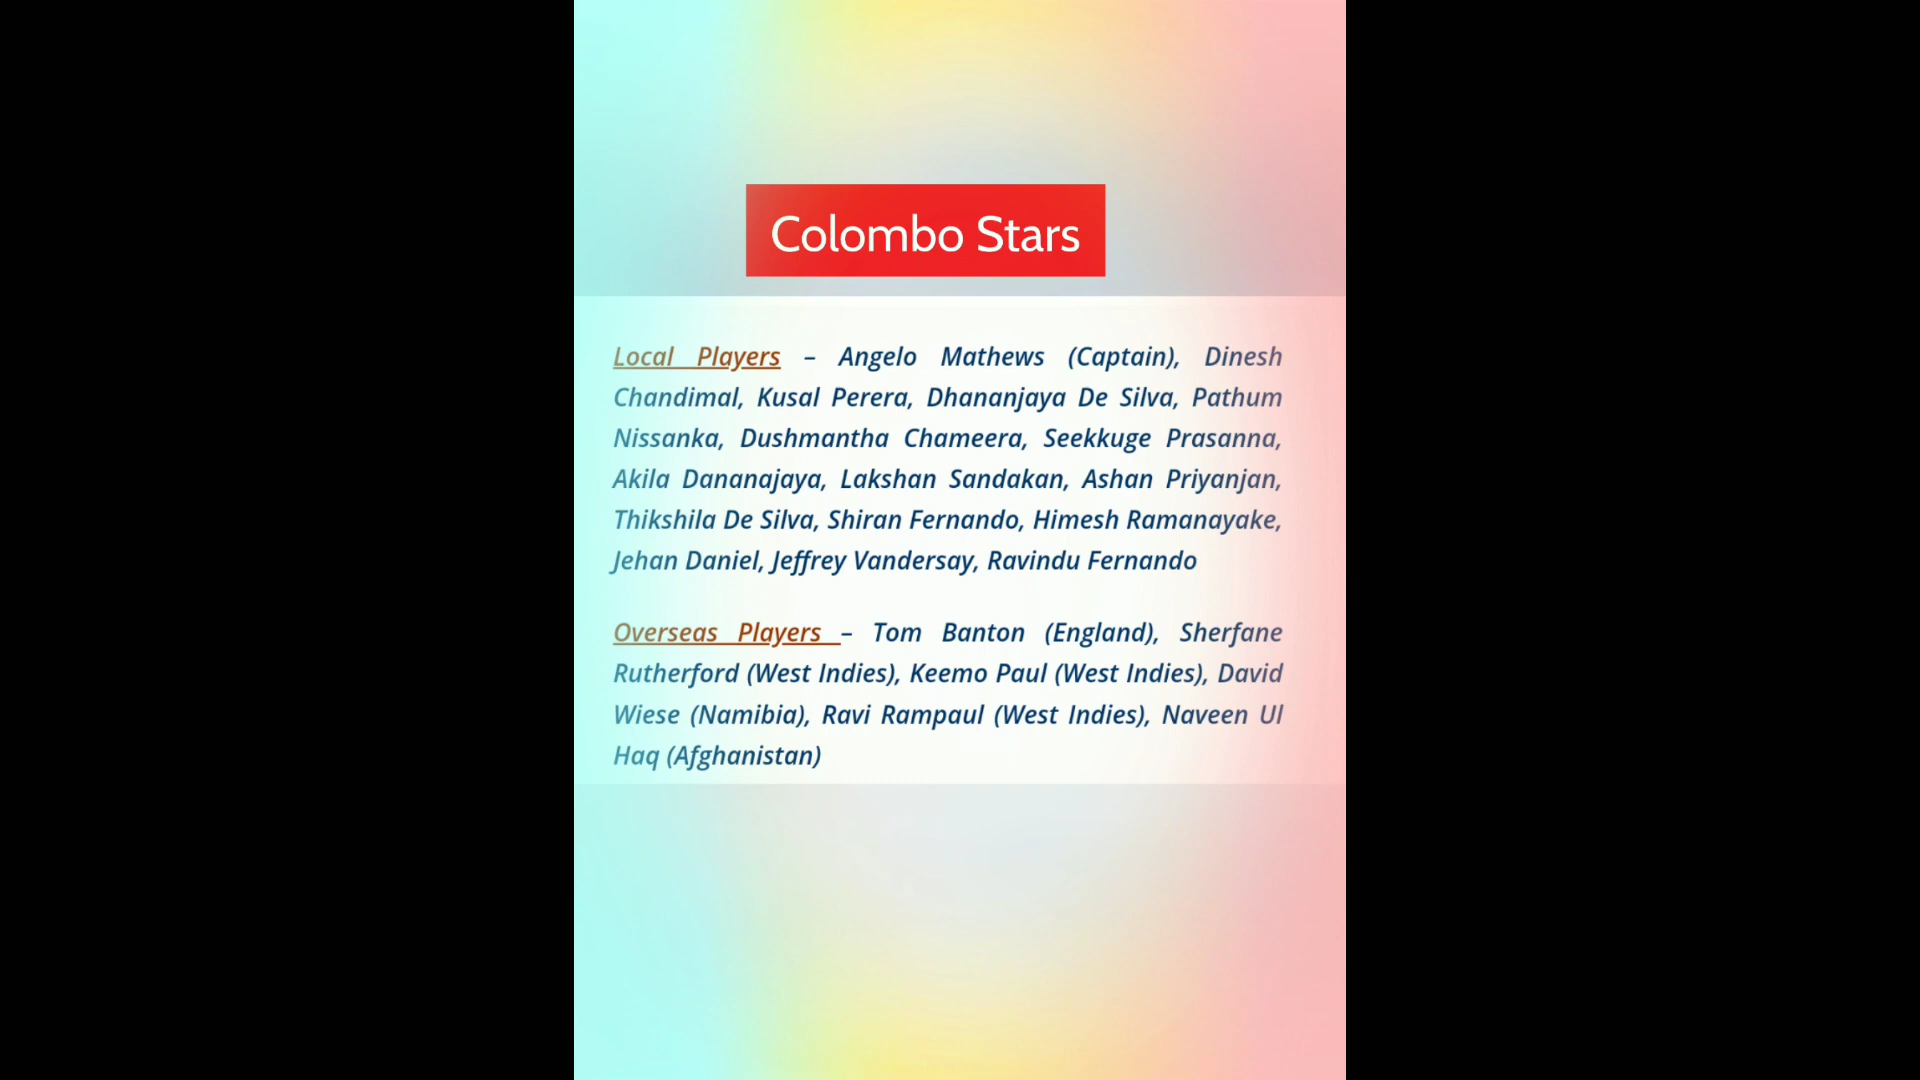 Colombo Stars
Local Players – Angelo Mathews (Captain), Dinesh
Chandimal, Kusal Perera, Dhananjaya De Silva, Pathum
Nissanka, Dushmantha Chameera, Seekkuge Prasanna,
Akila Dananajaya, Lakshan Sandakan, Ashan Priyanjan,
Thikshila De Silva, Shiran Fernando, Himesh Ramanayake,
Jehan Daniel, Jeffrey Vandersay, Ravindu Fernando
Overseas Players – Tom Banton (England), Sherfane
Rutherford (West Indies), Keemo Paul (West Indies), David
Wiese (Namibia), Ravi Rampaul (West Indies), Naveen Ul
Haq (Afghanistan)